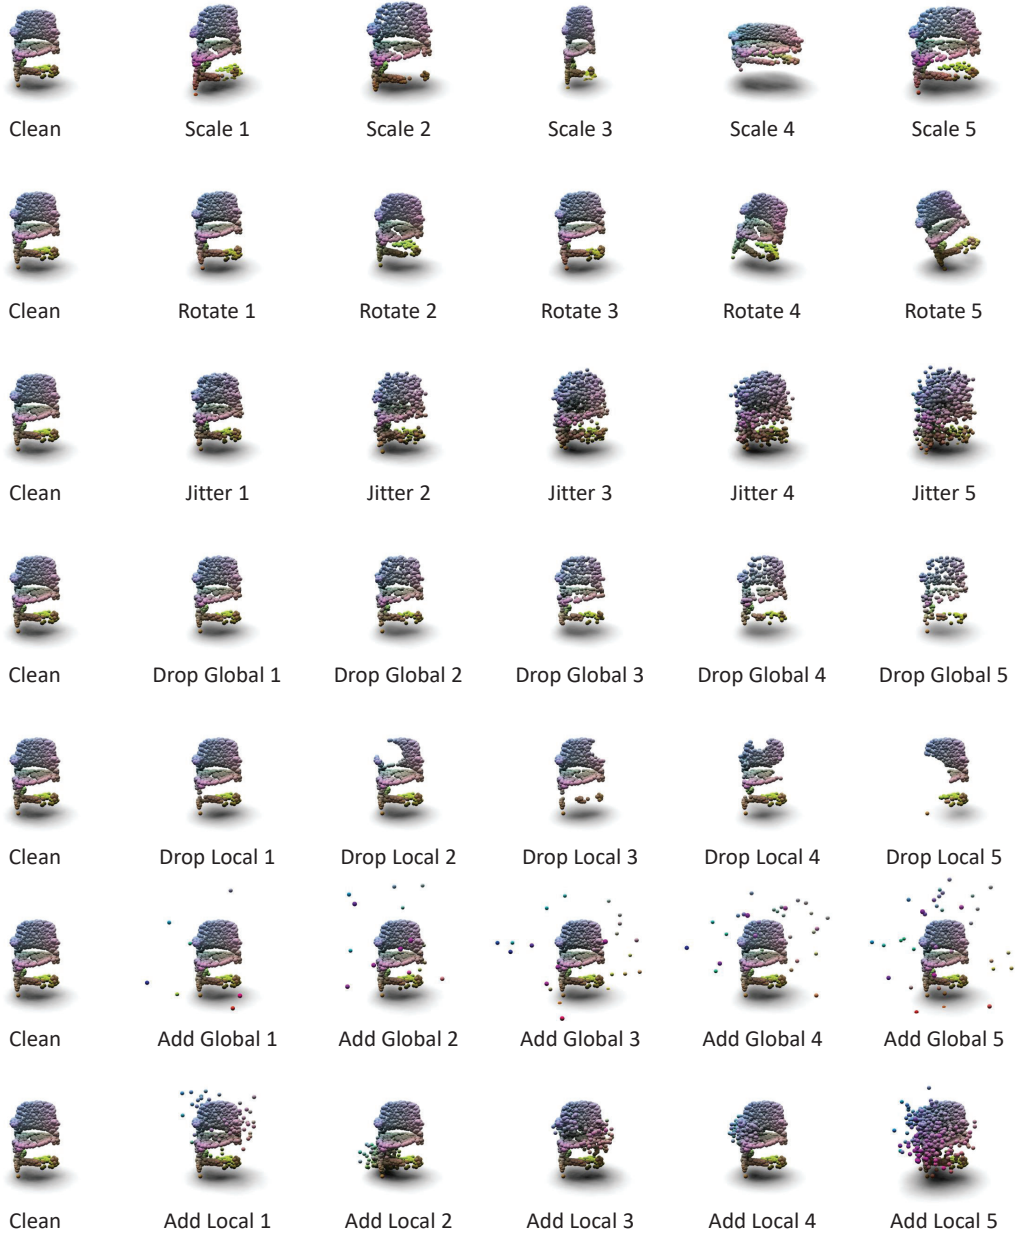 Clean Scale 1 Scale 2 Scale 3 Scale 4 Scale 5
Clean Rotate 1 Rotate 2 Rotate 3 Rotate 4 Rotate 5
Clean Jitter 1 Jitter 2 Jitter 3 Jitter 4 Jitter 5
Clean Drop Global 1 Drop Global 2 Drop Global 3 Drop Global 4 Drop Global 5
Clean Drop Local 1 Drop Local 2 Drop Local 3 Drop Local 4 Drop Local 5
Clean Add Global 1 Add Global 2 Add Global 3 Add Global 4 Add Global 5
Clean Add Local 1 Add Local 2 Add Local 3 Add Local 4 Add Local 5